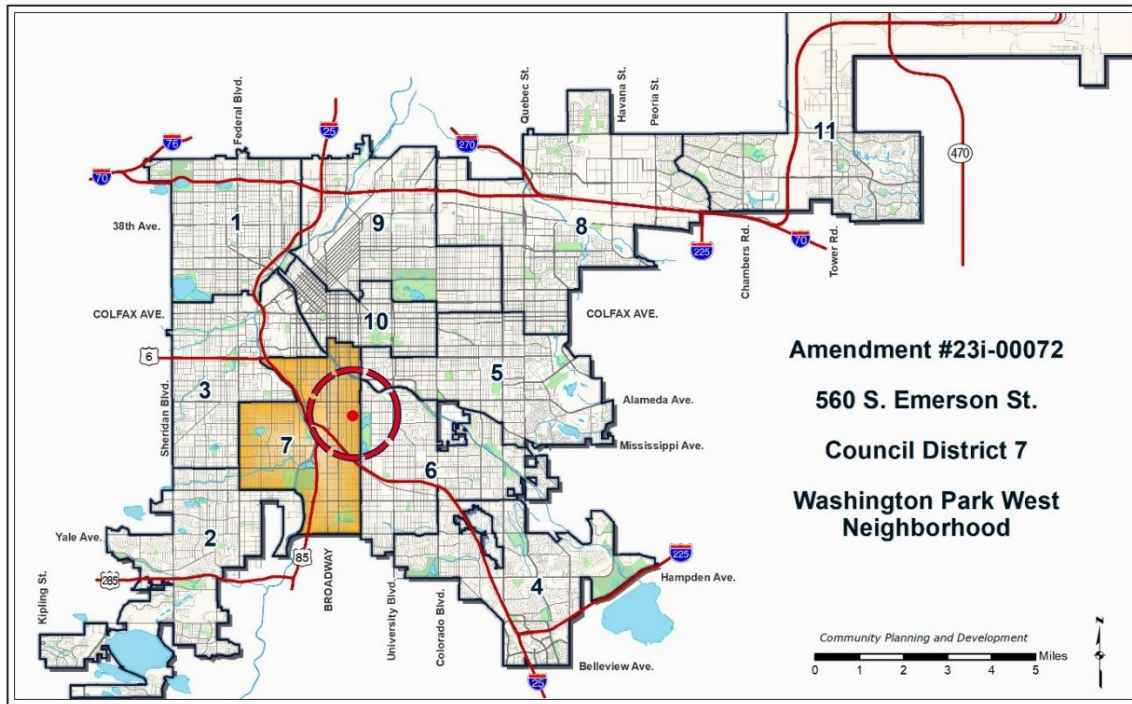 Federal Blvd.
25
Quebec St.
Havana St.
Peoria St.
11
76
70
270
470
38th Ave.
1
9
8
225
70
Chambers Rd.
Tower Rd.
COLFAX AVE.
10
COLFAX AVE.
6
3
Sheridan Blvd.
5
Alameda Ave.
7
Mississippi Ave.
6
Amendment #23i-00072
560 S. Emerson St.
Council District 7
Washington Park West
Neighborhood
2
Yale Ave.
85
BROADWAY
285
Kipling St.
University Blvd.
Colorado Blvd.
4
225
Hampden Ave.
Belleview Ave.
25
Community Planning and Development
0 1 2 3 4 5 Miles
N